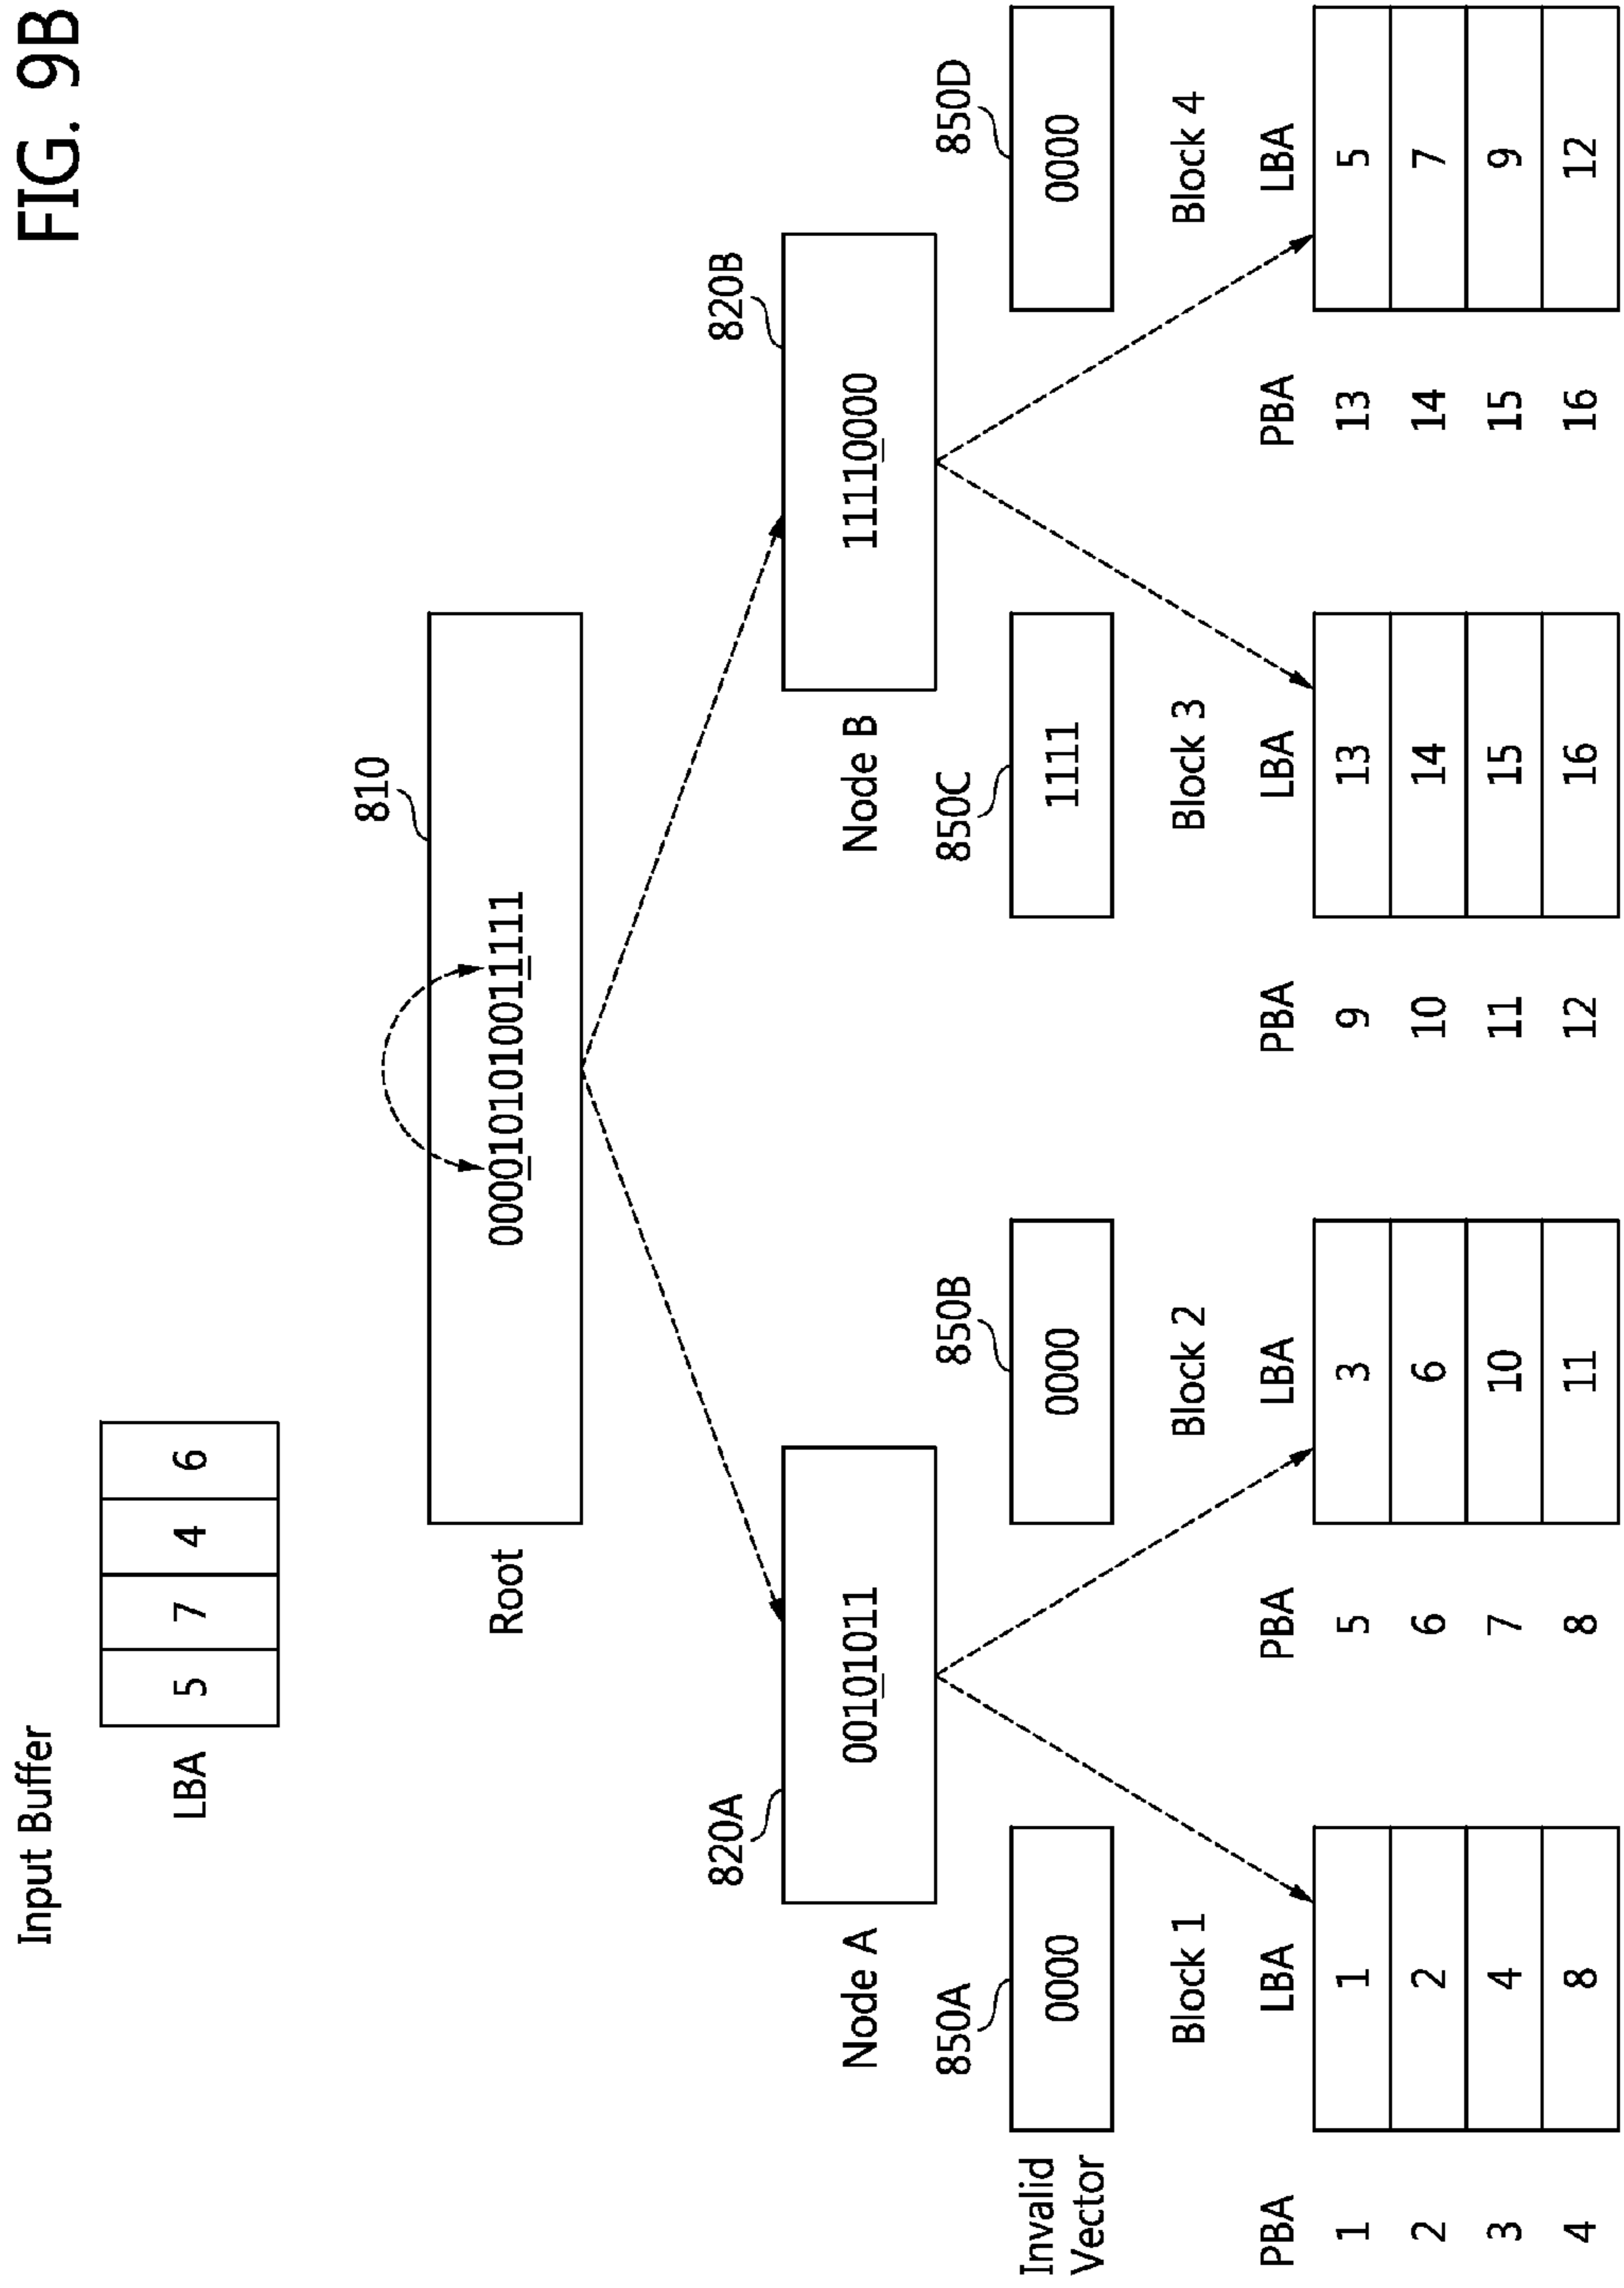 FIG. 9B
Input Buffer
LBA 5 7 4 6
810
Root 0000101010011111
820A 820B
Node A 00101011 Node B 11110000
850A 850B 850C 850D
Invalid Vector 0000 0000 1111 0000
Block 1 Block 2 Block 3 Block 4
PBA LBA PBA LBA PBA LBA PBA LBA
1 1 5 3 9 13 13 5
2 2 6 6 10 14 14 7
3 4 7 10 11 15 15 9
4 8 8 11 12 16 16 12